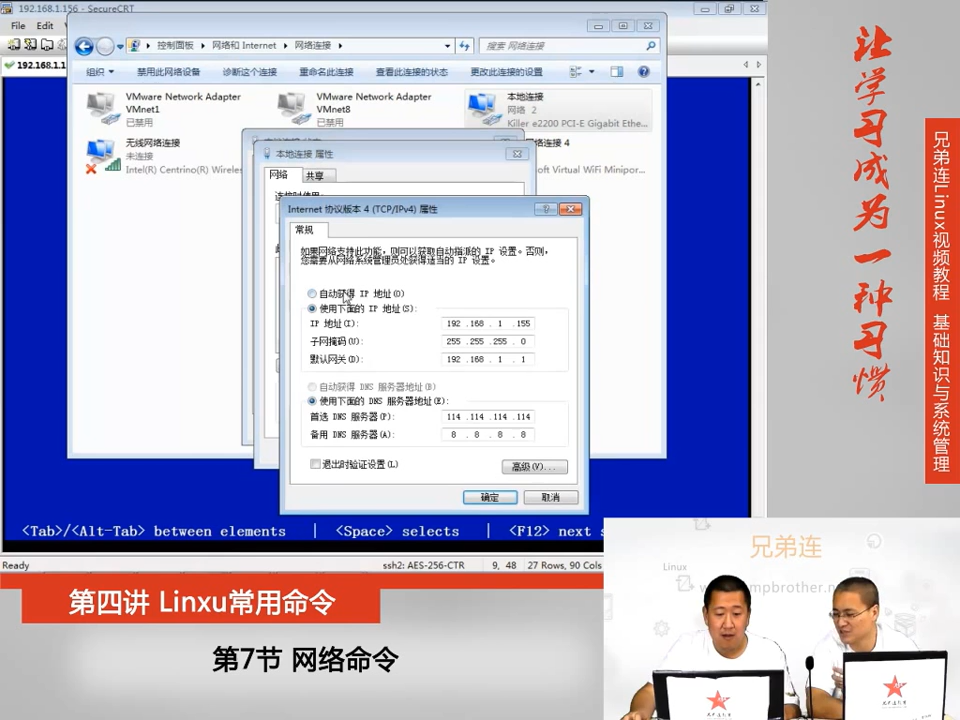 192.168.1.156 - SecureCRT
File Edit
192.168.1.1
控制面板 网络和 Internet 网络连接
搜索 网络连接
组织 禁用此网络设备 诊断这个连接 重命名此连接 查看此连接的状态 更改此连接的设置
VMware Network Adapter
VMnet1
已禁用
VMware Network Adapter
VMnet8
已禁用
本地连接
网络 2
Killer e2200 PCI-E Gigabit Ethe...
无线网络连接
未连接
Intel(R) Centrino(R) Wireles
络连接 4
oft Virtual WiFi Minipor...
本地连接 属性
网络 共享
Internet 协议版本 4 (TCP/IPv4) 属性
常规
如果网络支持此功能，则可以获取自动指派的 IP 设置。否则，
您需要从网络系统管理员处获得适当的 IP 设置。
自动获得 IP 地址(O)
使用下面的 IP 地址(S):
IP 地址(I): 192 .168 . 1 .155
子网掩码(U): 255 .255 .255 . 0
默认网关(D): 192 .168 . 1 . 1
自动获得 DNS 服务器地址(B)
使用下面的 DNS 服务器地址(E):
首选 DNS 服务器(P): 114 .114 .114 .114
备用 DNS 服务器(A): 8 . 8 . 8 . 8
退出时验证设置(L)
高级(V)...
确定 取消
<Tab>/<Alt-Tab> between elements | <Space> selects | <F12> next s
Ready ssh2: AES-256-CTR 9, 48 27 Rows, 90 Cols
让学习成为一种习惯
兄弟连Linux视频教程 基础知识与系统管理
第四讲 Linxu常用命令
第7节 网络命令
兄弟连
Linux
mpbrother.n